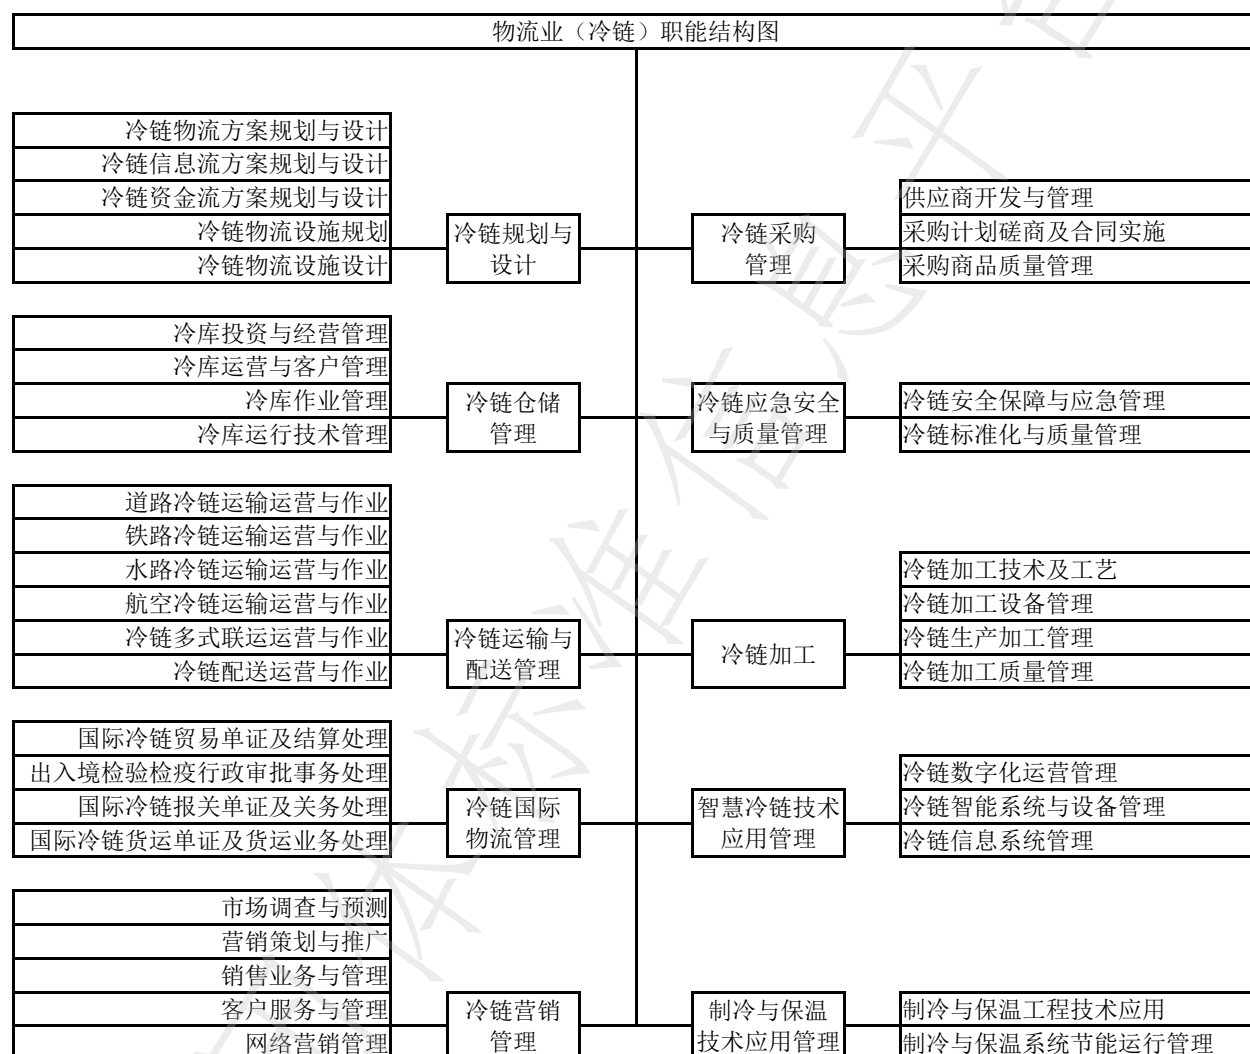 物流业（冷链）职能结构图
冷链物流方案规划与设计
冷链信息流方案规划与设计
冷链资金流方案规划与设计
冷链物流设施规划
冷链物流设施设计
冷链规划与
设计
冷链采购
管理
供应商开发与管理
采购计划磋商及合同实施
采购商品质量管理
冷库投资与经营管理
冷库运营与客户管理
冷库作业管理
冷库运行技术管理
冷链仓储
管理
冷链应急安全
与质量管理
冷链安全保障与应急管理
冷链标准化与质量管理
道路冷链运输运营与作业
铁路冷链运输运营与作业
水路冷链运输运营与作业
航空冷链运输运营与作业
冷链多式联运运营与作业
冷链配送运营与作业
冷链运输与
配送管理
冷链加工
冷链加工技术及工艺
冷链加工设备管理
冷链生产加工管理
冷链加工质量管理
国际冷链贸易单证及结算处理
出入境检验检疫行政审批事务处理
国际冷链报关单证及关务处理
国际冷链货运单证及货运业务处理
冷链国际
物流管理
智慧冷链技术
应用管理
冷链数字化运营管理
冷链智能系统与设备管理
冷链信息系统管理
市场调查与预测
营销策划与推广
销售业务与管理
客户服务与管理
网络营销管理
冷链营销
管理
制冷与保温
技术应用管理
制冷与保温工程技术应用
制冷与保温系统节能运行管理
体标准信息平